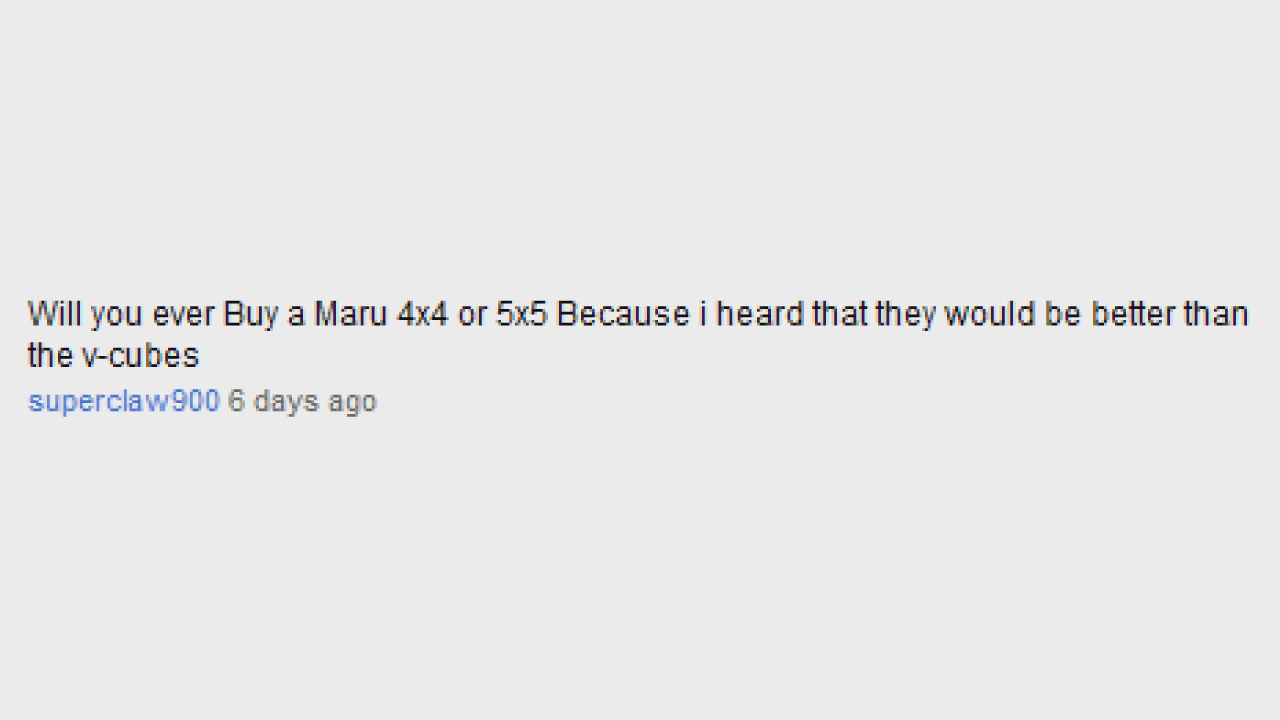 Will you ever Buy a Maru 4x4 or 5x5 Because i heard that they would be better than
the v-cubes
superclaw900 6 days ago